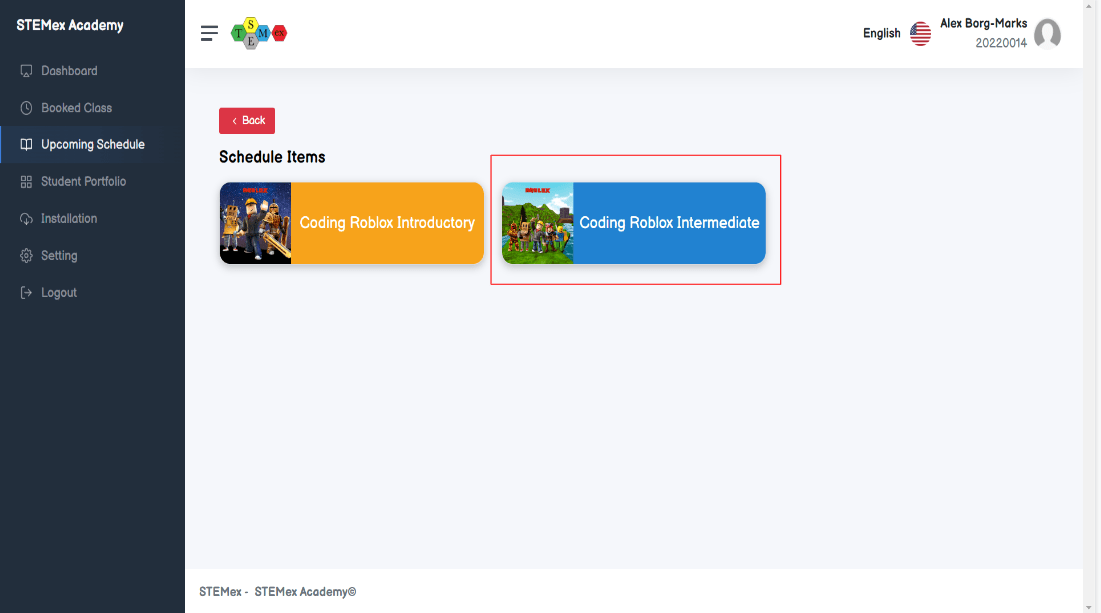 STEMex Academy
Dashboard
Booked Class
Upcoming Schedule
Student Portfolio
Installation
Setting
Logout
S
T M ex
E
English
Alex Borg-Marks
20220014
Back
Schedule Items
ROBLOX
Coding Roblox Introductory
ROBLOX
Coding Roblox Intermediate
STEMex - STEMex Academy©